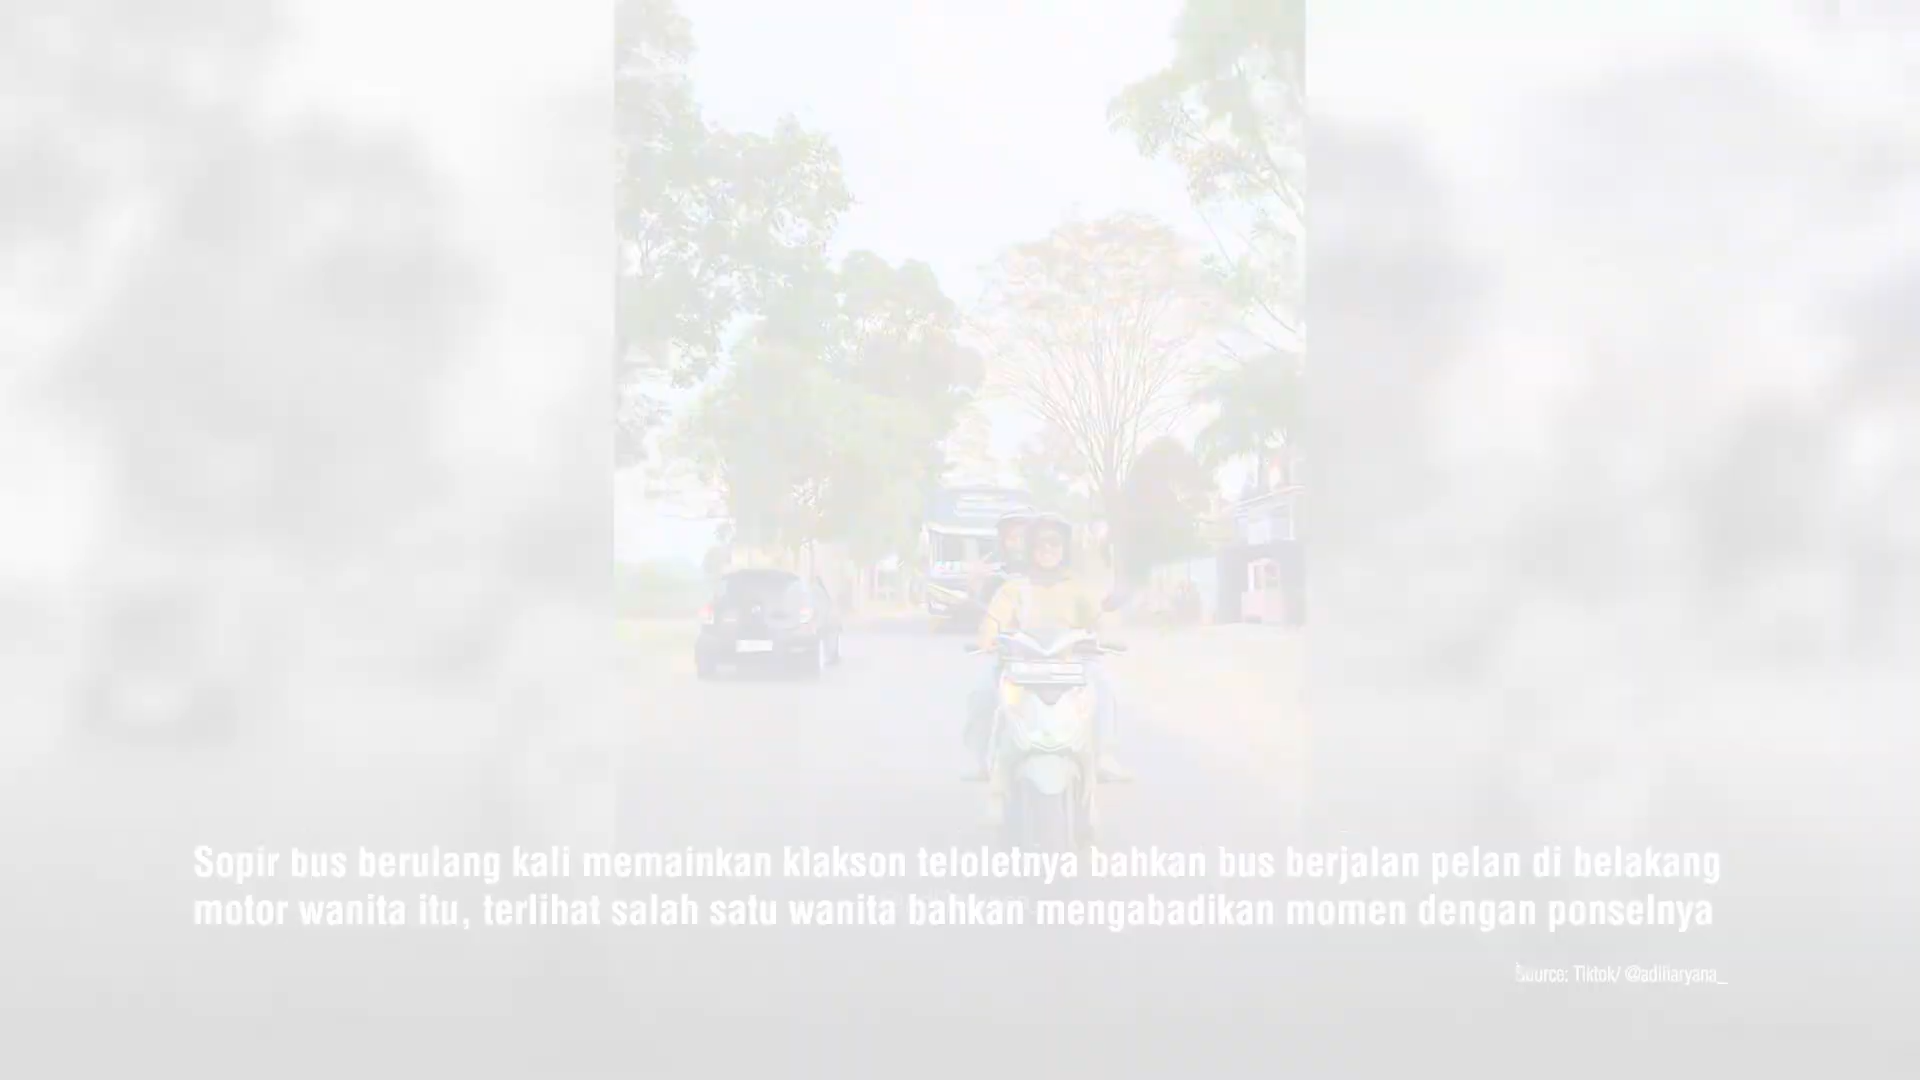 Sopir bus berulang kali memainkan klakson teloletnya bahkan bus berjalan pelan di belakang
motor wanita itu, terlihat salah satu wanita bahkan mengabadikan momen dengan ponselnya
Source: Tiktok/ @adiliaryana_